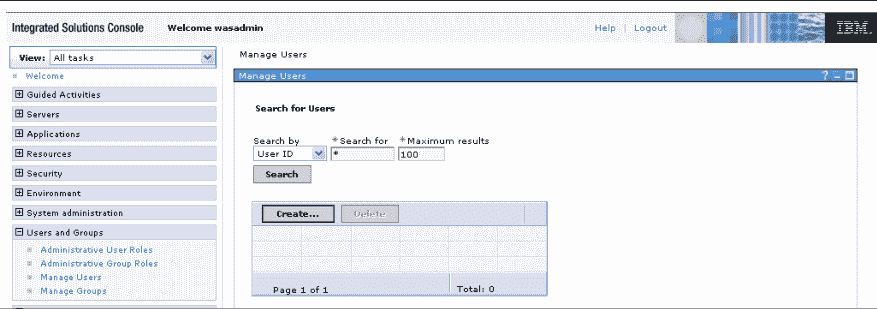 Integrated Solutions Console Welcome wasadmin Help | Logout IBM.
View: All tasks
Manage Users
Welcome
Manage Users ? _
Guided Activities
Servers
Applications
Resources
Security
Environment
System administration
Users and Groups
Administrative User Roles
Administrative Group Roles
Manage Users
Manage Groups
Search for Users
Search by * Search for * Maximum results
User ID * 100
Search
Create... Delete
Page 1 of 1 Total: 0